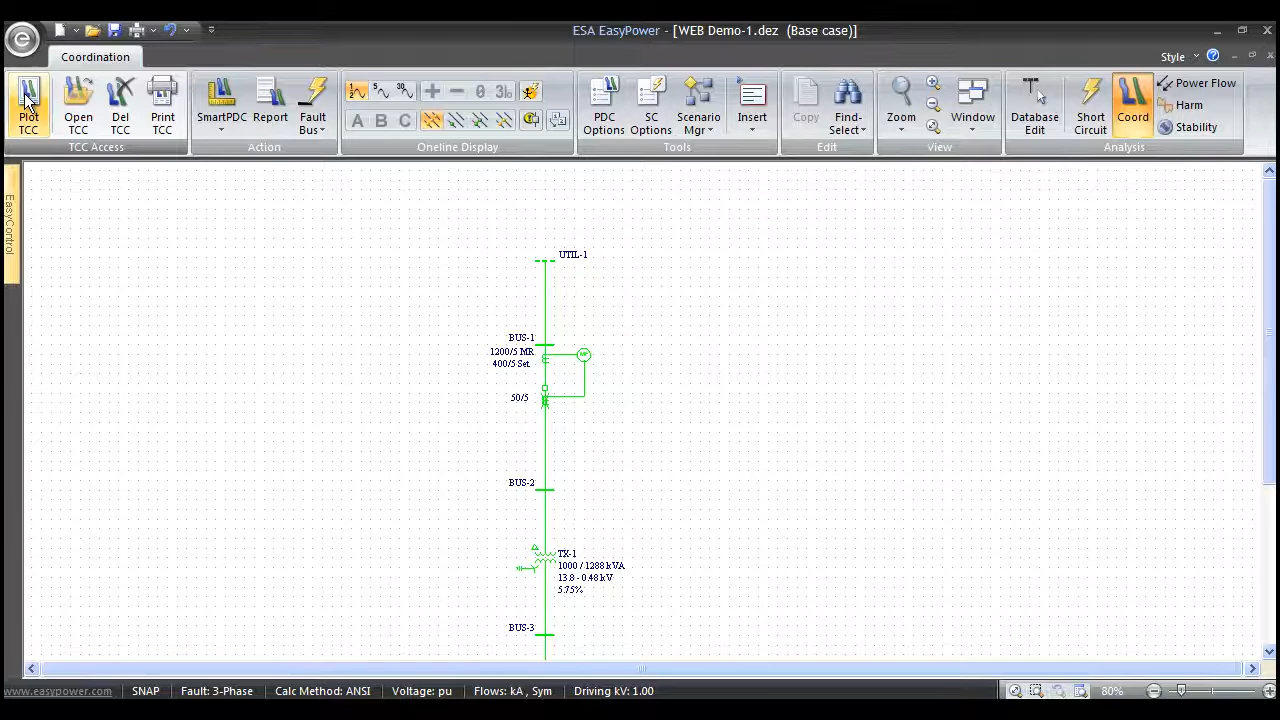 ESA EasyPower - [WEB Demo-1.dez (Base case)]
Coordination
Style
Plot TCC
Open TCC
Del TCC
Print TCC
SmartPDC
Report
Fault Bus
A B C
PDC Options
SC Options
Scenario Mgr
Insert
Copy
Find-Select
Zoom
Window
Database Edit
Short Circuit
Coord
Power Flow
Harm
Stability
TCC Access
Action
Oneline Display
Tools
Edit
View
Analysis
EasyControl
UTIL-1
BUS-1
1200/5 MR
400/5 Set
MP
50/5
BUS-2
TX-1
1000 / 1288 kVA
13.8 - 0.48 kV
5.75%
BUS-3
www.easypower.com
SNAP
Fault: 3-Phase
Calc Method: ANSI
Voltage: pu
Flows: kA , Sym
Driving kV: 1.00
80%